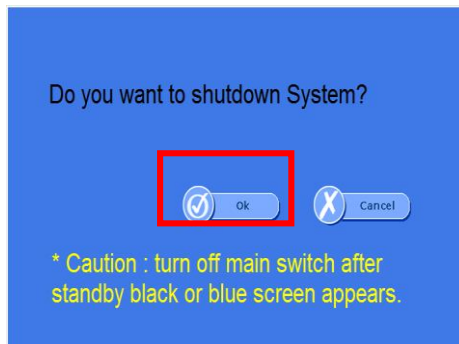 Do you want to shutdown System?
Ok
Cancel
* Caution : turn off main switch after
standby black or blue screen appears.